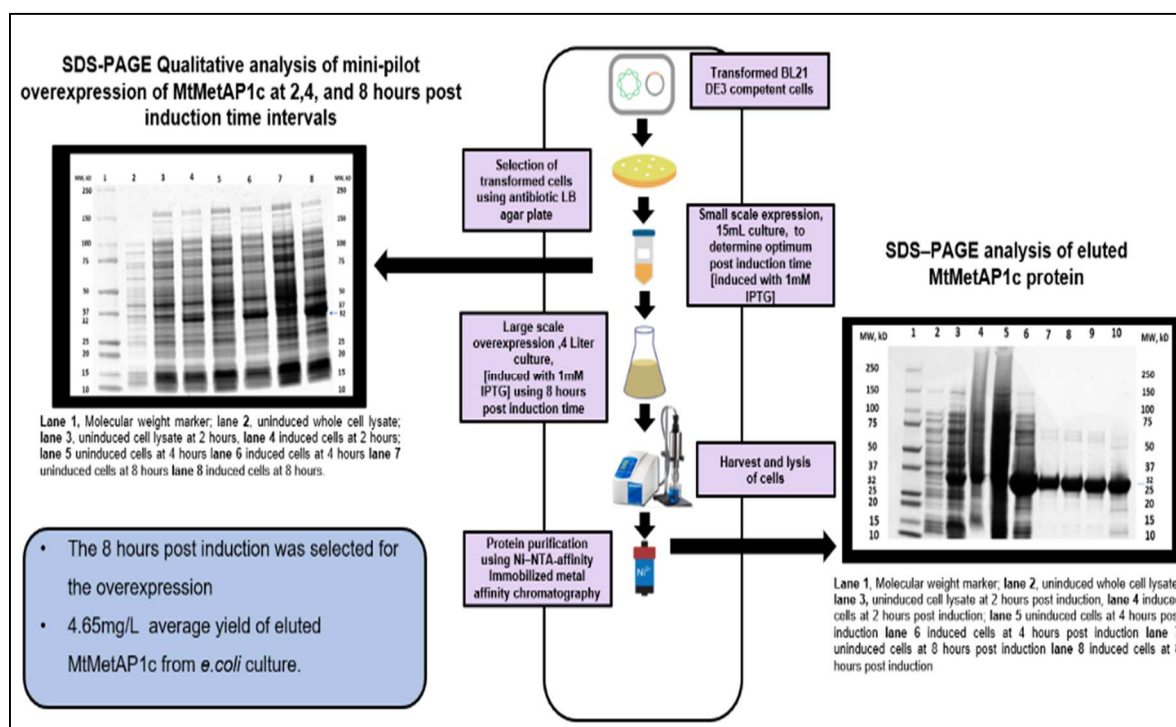 SDS-PAGE Qualitative analysis of mini-pilot
overexpression of MtMetAP1c at 2,4, and 8 hours post
induction time intervals
MW, kD 1 2 3 4 5 6 7 8 MW, kD
250
150
100
75
50
37
32
25
20
15
10
250
150
100
75
50
37
32
25
20
15
10
Lane 1, Molecular weight marker; lane 2, uninduced whole cell lysate;
lane 3, uninduced cell lysate at 2 hours, lane 4 induced cells at 2 hours;
lane 5 uninduced cells at 4 hours lane 6 induced cells at 4 hours lane 7
uninduced cells at 8 hours lane 8 induced cells at 8 hours.
• The 8 hours post induction was selected for
the overexpression
• 4.65mg/L average yield of eluted
MtMetAP1c from e.coli culture.
Transformed BL21
DE3 competent cells
Selection of
transformed cells
using antibiotic LB
agar plate
Small scale expression,
15mL culture, to
determine optimum
post induction time
[induced with 1mM
IPTG]
Large scale
overexpression ,4 Liter
culture,
[induced with 1mM
IPTG] using 8 hours
post induction time
Harvest and lysis
of cells
Protein purification
using Ni–NTA-affinity
Immobilized metal
affinity chromatography
Ni²⁺
SDS–PAGE analysis of eluted
MtMetAP1c protein
MW, kD 1 2 3 4 5 6 7 8 9 10 MW, kD
250
150
100
75
50
37
32
25
20
15
10
250
150
100
75
50
37
32
25
20
15
10
Lane 1, Molecular weight marker; lane 2, uninduced whole cell lysate
lane 3, uninduced cell lysate at 2 hours post induction, lane 4 induced
cells at 2 hours post induction; lane 5 uninduced cells at 4 hours pos
induction lane 6 induced cells at 4 hours post induction lane
uninduced cells at 8 hours post induction lane 8 induced cells at
hours post induction